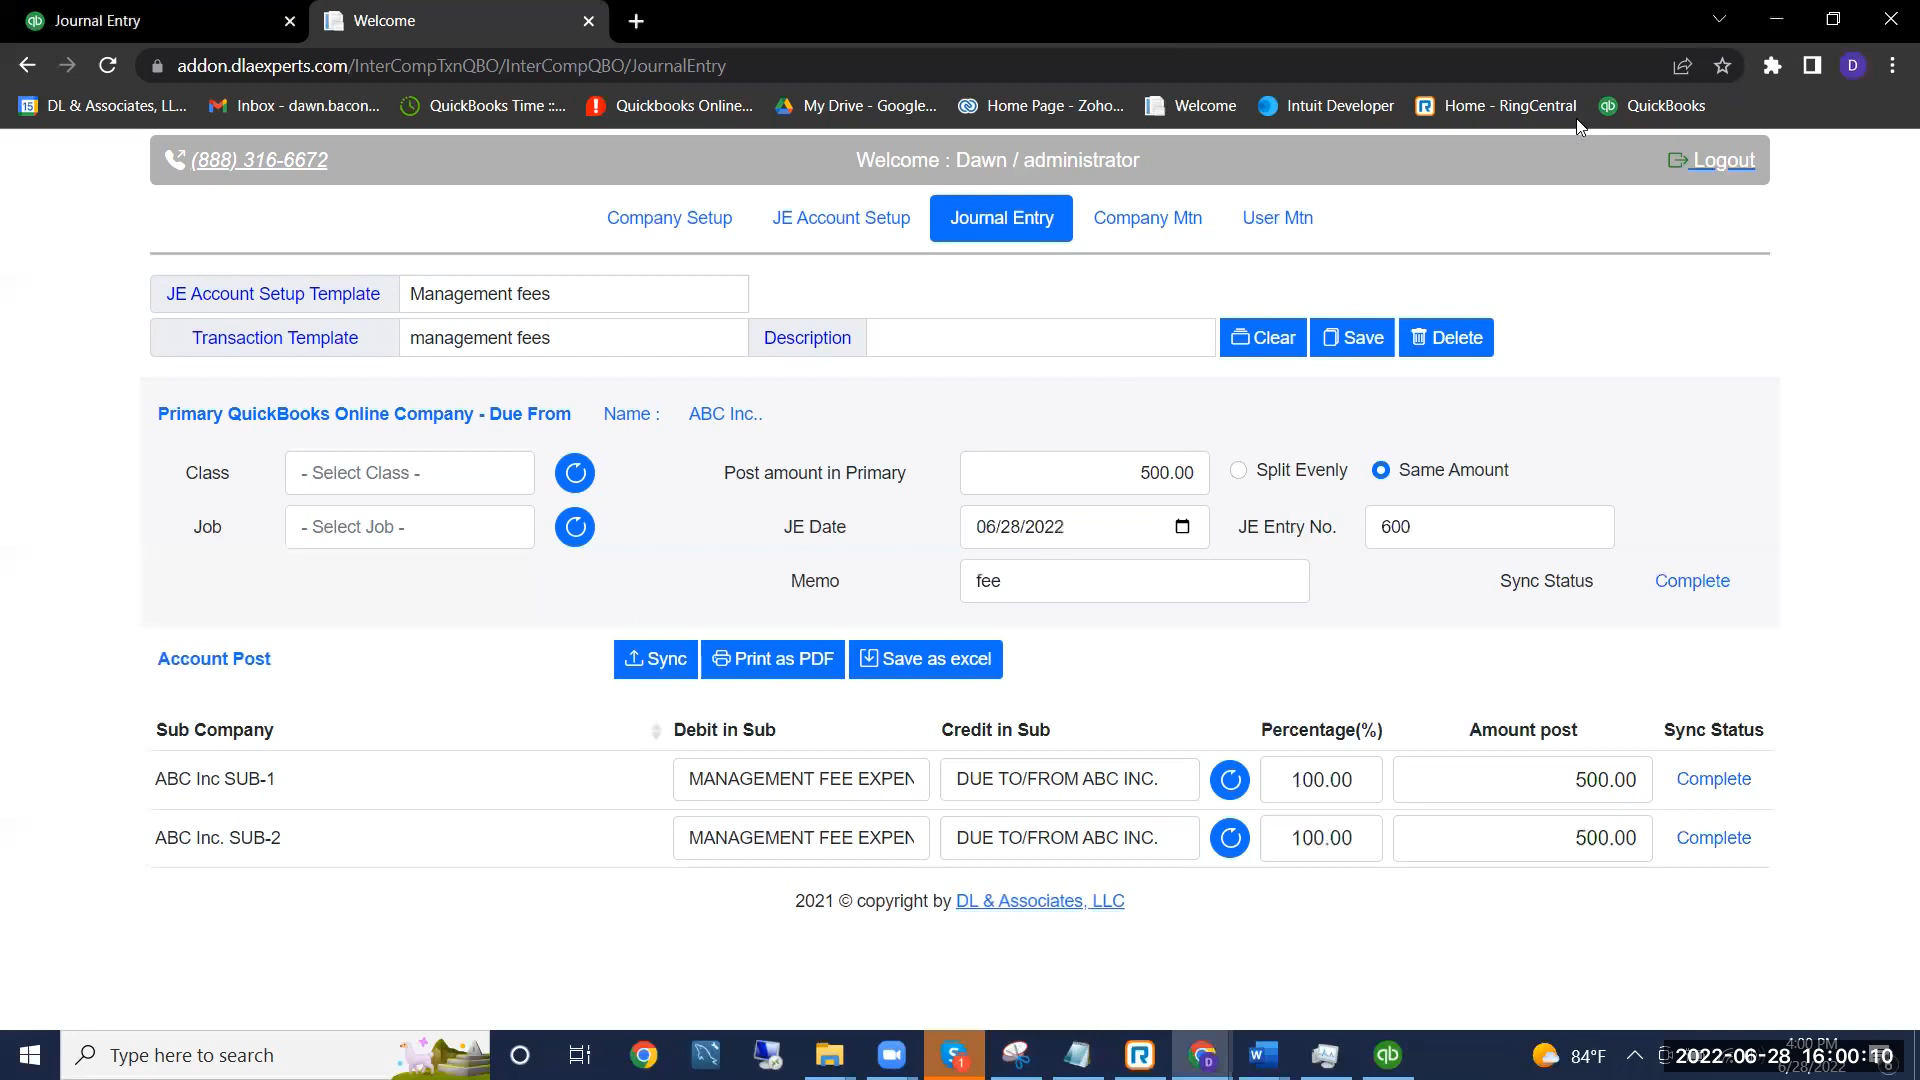 Journal Entry
Welcome
addon.dlaexperts.com/InterCompTxnQBO/InterCompQBO/JournalEntry
D
15 DL & Associates, LL...
Inbox - dawn.bacon...
QuickBooks Time ::...
Quickbooks Online...
My Drive - Google...
Home Page - Zoho...
Welcome
Intuit Developer
Home - RingCentral
QuickBooks
(888) 316-6672
Welcome : Dawn / administrator
Logout
Company Setup
JE Account Setup
Journal Entry
Company Mtn
User Mtn
JE Account Setup Template
Management fees
Transaction Template
management fees
Description
Clear
Save
Delete
Primary QuickBooks Online Company - Due From
Name :
ABC Inc..
Class
- Select Class -
Post amount in Primary
500.00
Split Evenly
Same Amount
Job
- Select Job -
JE Date
06/28/2022
JE Entry No.
600
Memo
fee
Sync Status
Complete
Account Post
Sync
Print as PDF
Save as excel
Sub Company
Debit in Sub
Credit in Sub
Percentage(%)
Amount post
Sync Status
ABC Inc SUB-1
MANAGEMENT FEE EXPEN
DUE TO/FROM ABC INC.
100.00
500.00
Complete
ABC Inc. SUB-2
MANAGEMENT FEE EXPEN
DUE TO/FROM ABC INC.
100.00
500.00
Complete
2021 © copyright by DL & Associates, LLC
Type here to search
84°F
4:00 PM
2022-06-28 16:00:10
6/28/2022